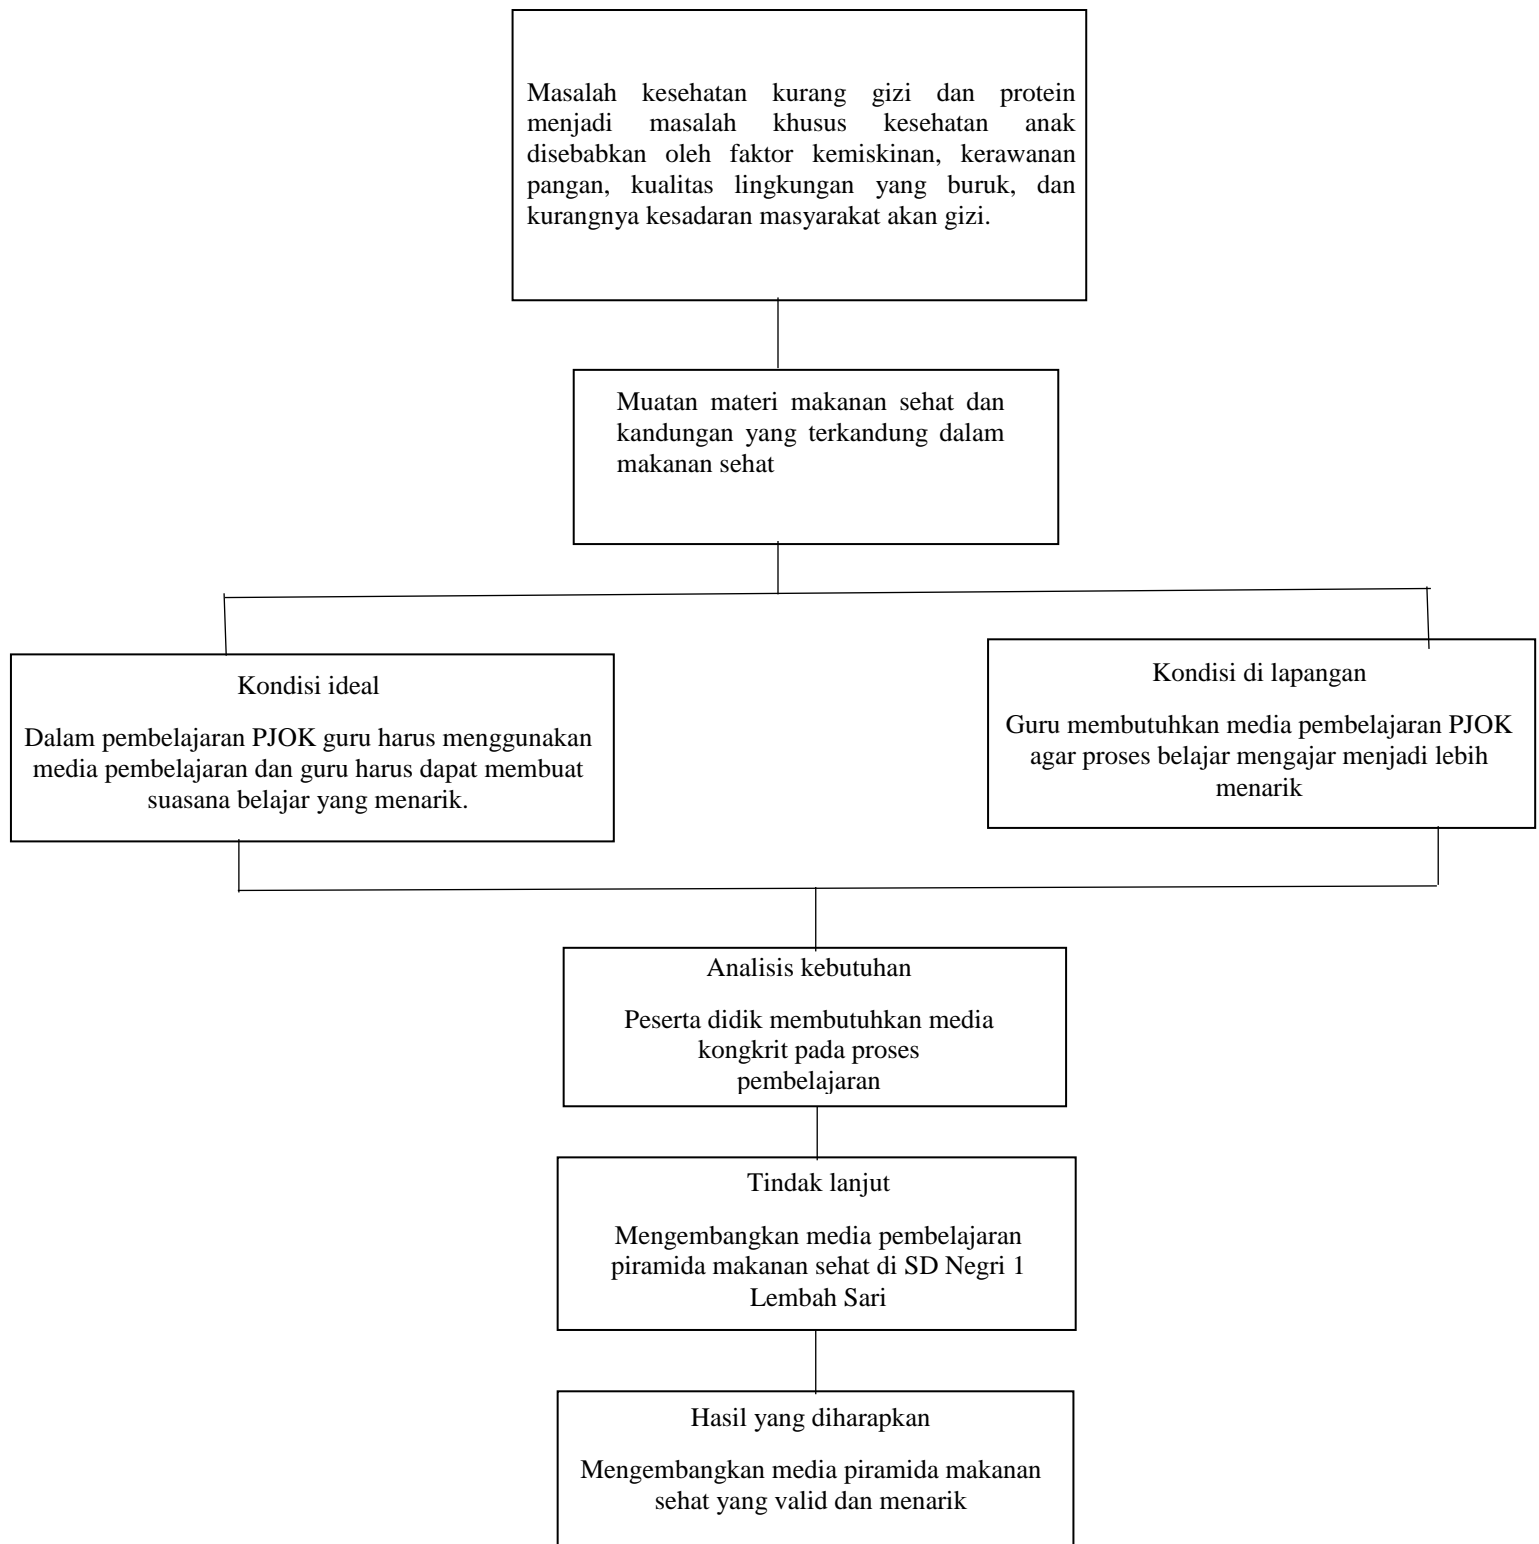 Masalah kesehatan kurang gizi dan protein
menjadi masalah khusus kesehatan anak
disebabkan oleh faktor kemiskinan, kerawanan
pangan, kualitas lingkungan yang buruk, dan
kurangnya kesadaran masyarakat akan gizi.
Muatan materi makanan sehat dan
kandungan yang terkandung dalam
makanan sehat
Kondisi ideal
Dalam pembelajaran PJOK guru harus menggunakan
media pembelajaran dan guru harus dapat membuat
suasana belajar yang menarik.
Kondisi di lapangan
Guru membutuhkan media pembelajaran PJOK
agar proses belajar mengajar menjadi lebih
menarik
Analisis kebutuhan
Peserta didik membutuhkan media
kongkrit pada proses
pembelajaran
Tindak lanjut
Mengembangkan media pembelajaran
piramida makanan sehat di SD Negri 1
Lembah Sari
Hasil yang diharapkan
Mengembangkan media piramida makanan
sehat yang valid dan menarik